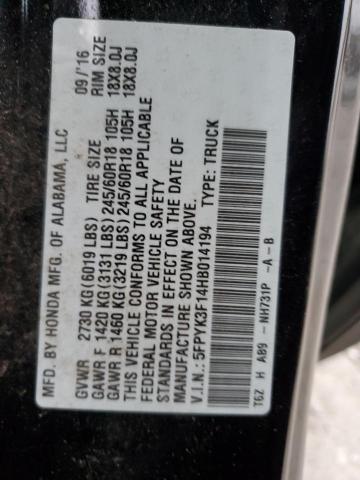 MFD. BY HONDA MFG. OF ALABAMA, LLC 09/'16
GVWR 2730 KG (6019 LBS) TIRE SIZE RIM SIZE
GAWR F 1420 KG (3131 LBS) 245/60R18 105H 18X8.0J
GAWR R 1460 KG (3219 LBS) 245/60R18 105H 18X8.0J
THIS VEHICLE CONFORMS TO ALL APPLICABLE
FEDERAL MOTOR VEHICLE SAFETY
STANDARDS IN EFFECT ON THE DATE OF
MANUFACTURE SHOWN ABOVE.
V.I.N.: 5FPYK3F14HB014194 TYPE: TRUCK
T6Z H AB9 - NH731P -A-B